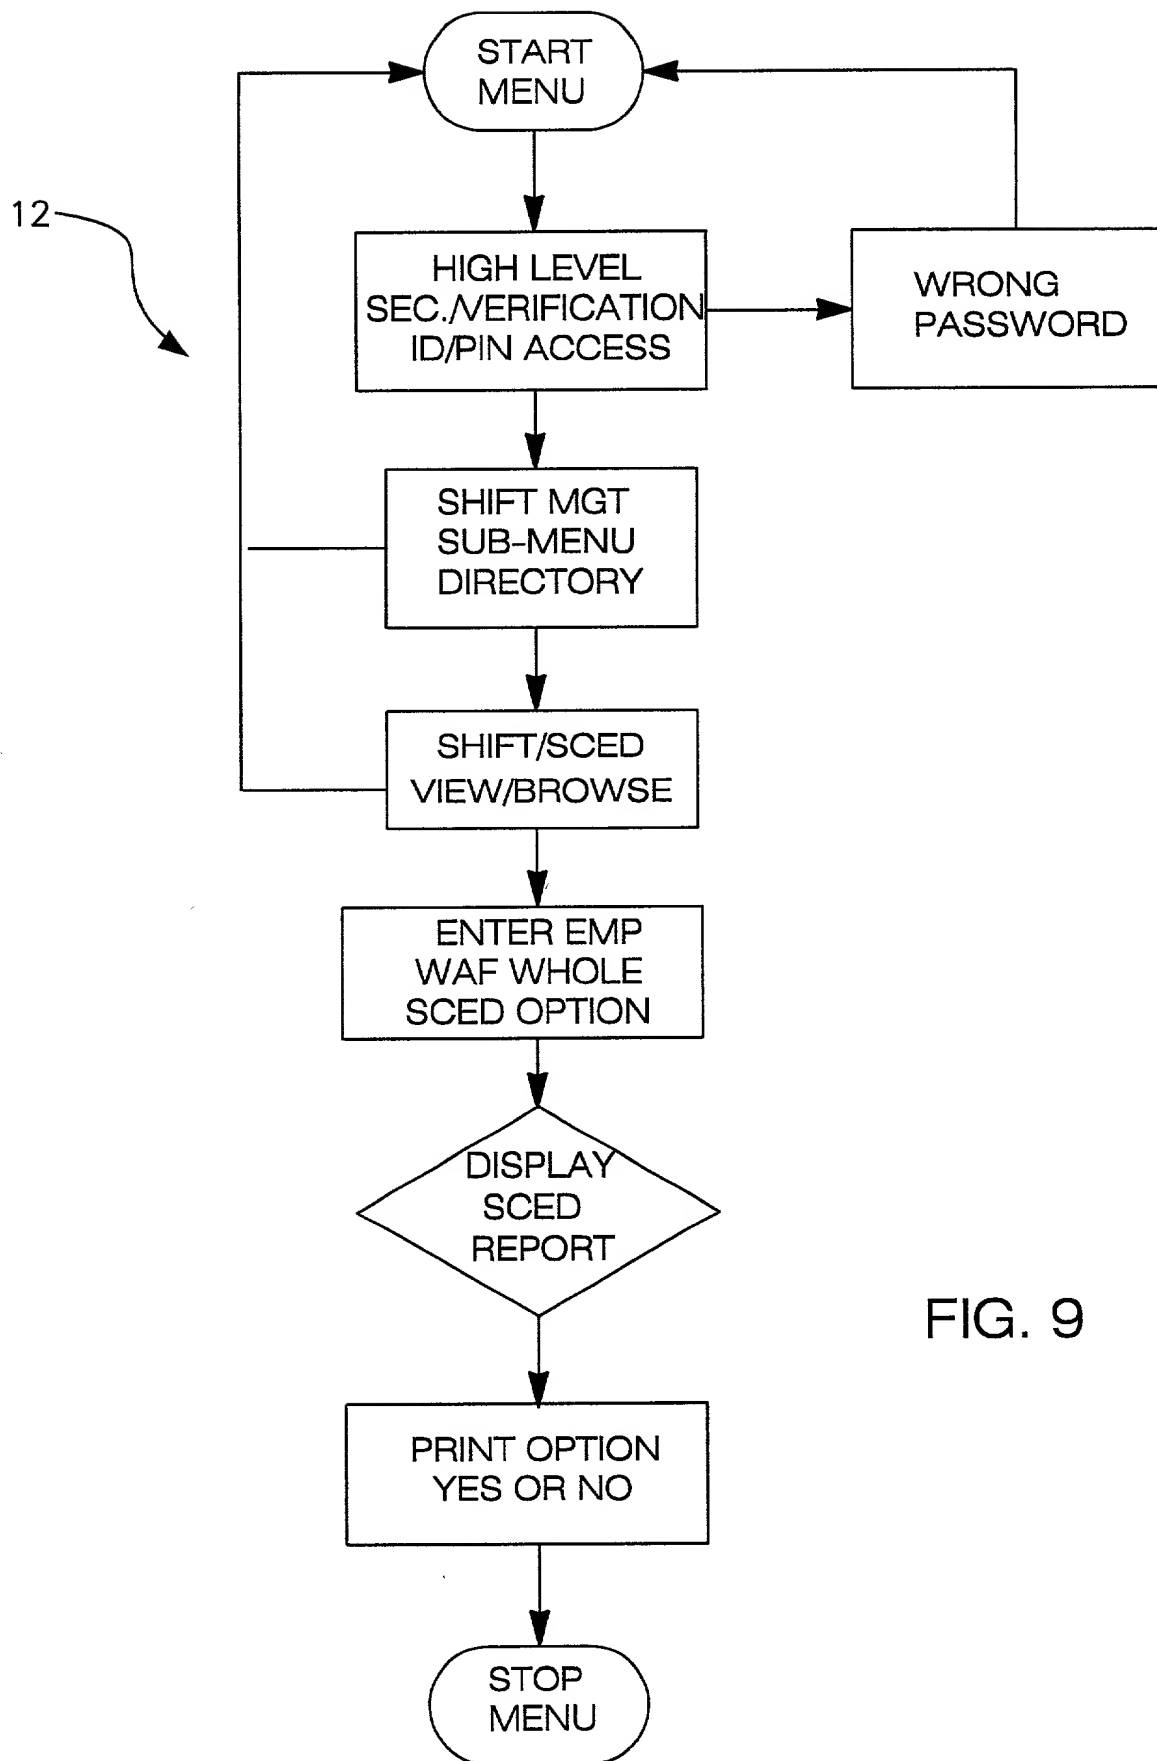 START
MENU
12
HIGH LEVEL
SEC./VERIFICATION
ID/PIN ACCESS
WRONG
PASSWORD
SHIFT MGT
SUB-MENU
DIRECTORY
SHIFT/SCED
VIEW/BROWSE
ENTER EMP
WAF WHOLE
SCED OPTION
DISPLAY
SCED
REPORT
FIG. 9
PRINT OPTION
YES OR NO
STOP
MENU